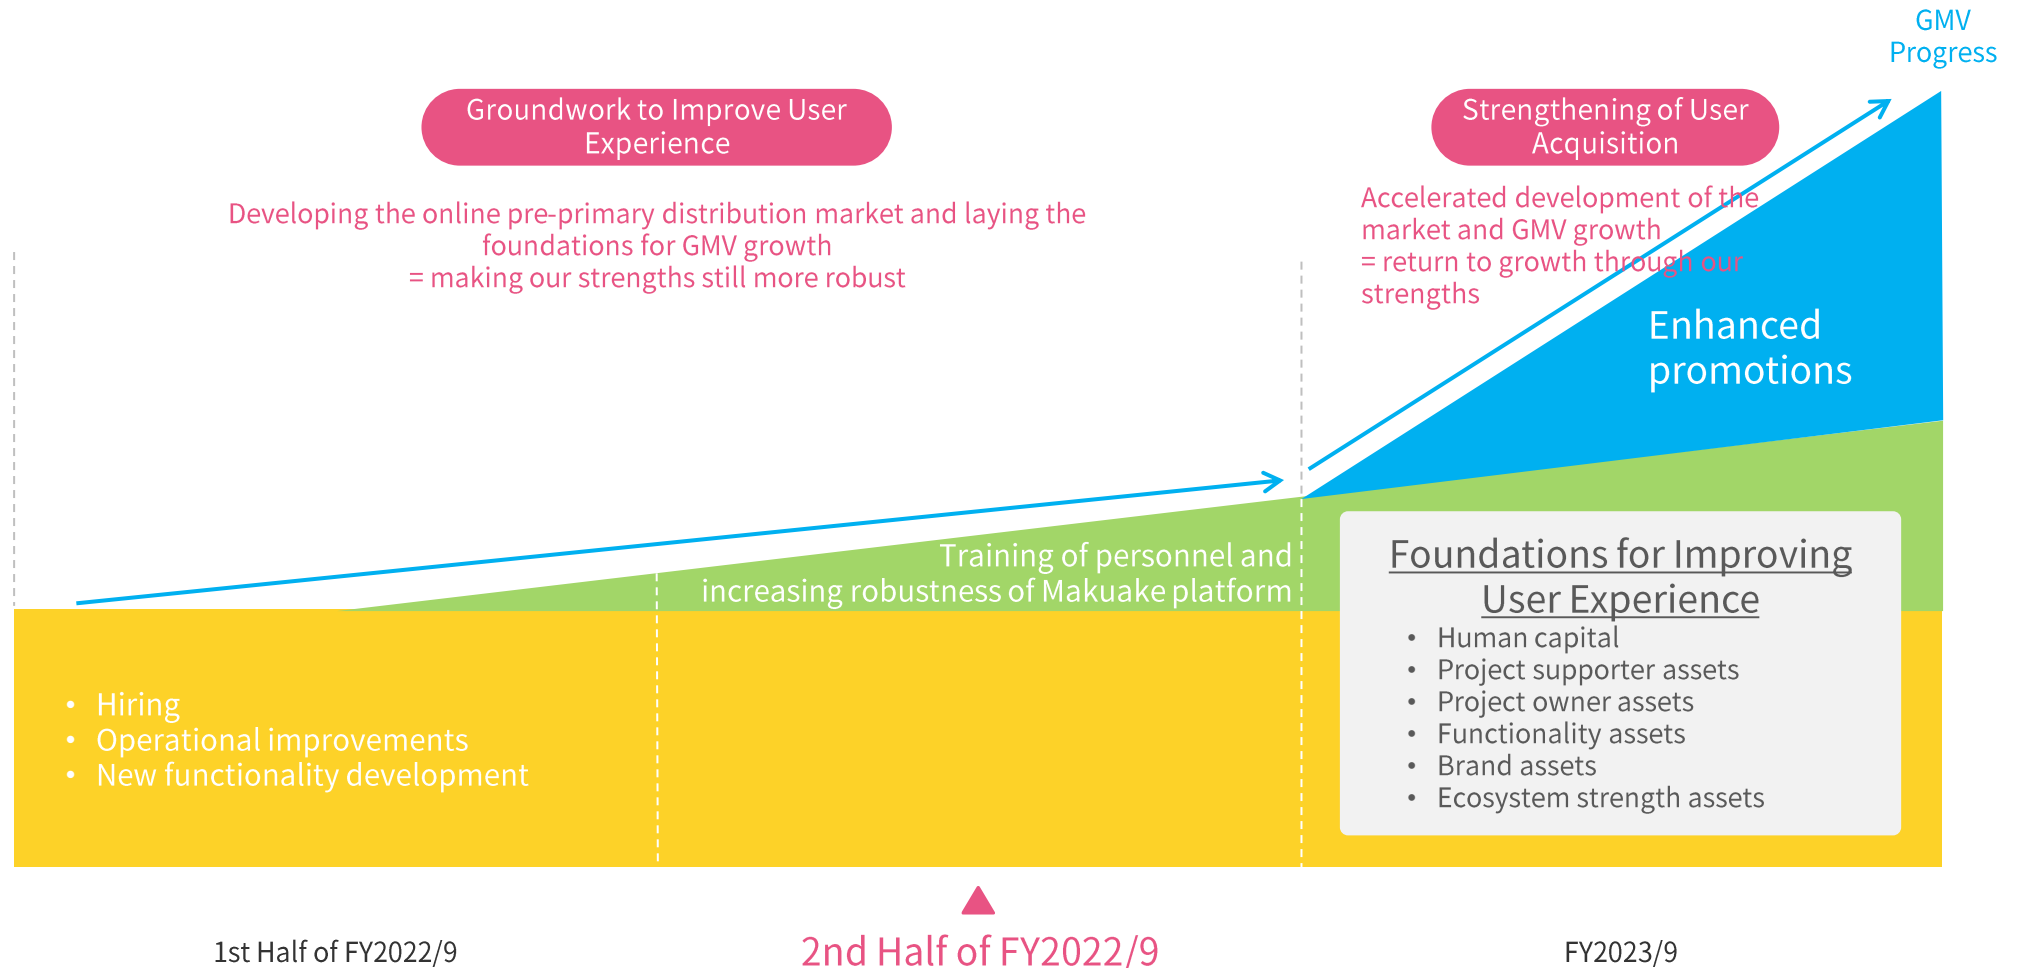 GMV
Progress
Groundwork to Improve User
Experience
Strengthening of User
Acquisition
Developing the online pre-primary distribution market and laying the
foundations for GMV growth
= making our strengths still more robust
Accelerated development of the
market and GMV growth
= return to growth through our
strengths
Enhanced
promotions
Training of personnel and
increasing robustness of Makuake platform
Foundations for Improving
User Experience
• Human capital
• Project supporter assets
• Project owner assets
• Functionality assets
• Brand assets
• Ecosystem strength assets
• Hiring
• Operational improvements
• New functionality development
1st Half of FY2022/9
2nd Half of FY2022/9
FY2023/9